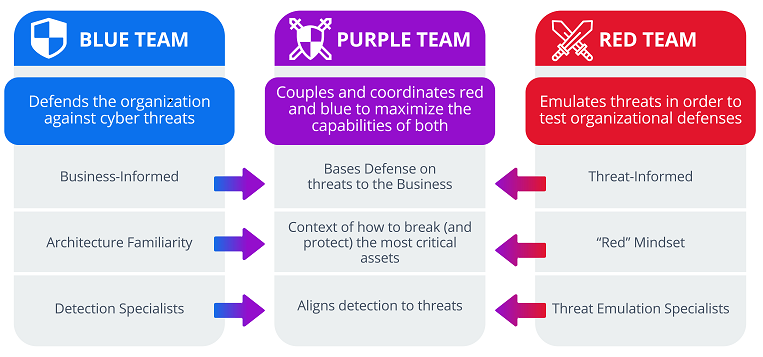 BLUE TEAM
PURPLE TEAM
RED TEAM
Defends the organization
against cyber threats
Couples and coordinates red
and blue to maximize the
capabilities of both
Emulates threats in order to
test organizational defenses
Business-Informed
Bases Defense on
threats to the Business
Threat-Informed
Architecture Familiarity
Context of how to break (and
protect) the most critical
assets
“Red” Mindset
Detection Specialists
Aligns detection to threats
Threat Emulation Specialists